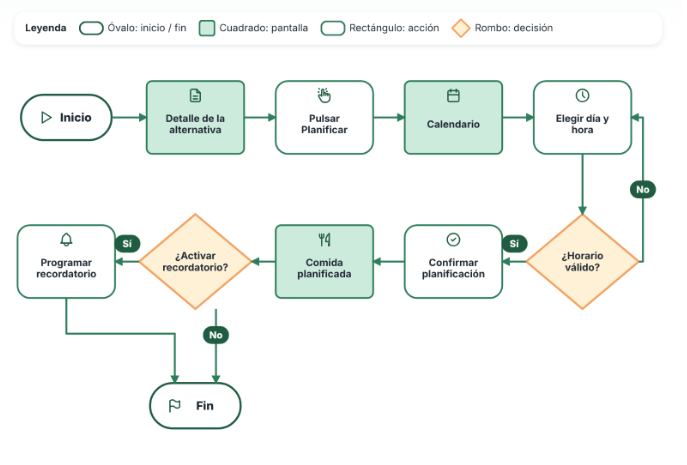 Leyenda
Óvalo: inicio / fin
Cuadrado: pantalla
Rectángulo: acción
Rombo: decisión
Inicio
Detalle de la
alternativa
Pulsar
Planificar
Calendario
Elegir día y
hora
No
¿Horario
válido?
Sí
Confirmar
planificación
Comida
planificada
¿Activar
recordatorio?
Sí
Programar
recordatorio
No
Fin